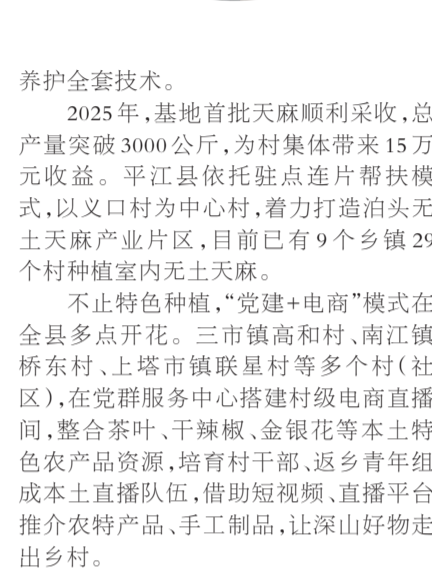 养护全套技术。
2025年,基地首批天麻顺利采收,总
产量突破3000公斤,为村集体带来15万
元收益。平江县依托驻点连片帮扶模
式,以义口村为中心村,着力打造泊头无
土天麻产业片区,目前已有9个乡镇29
个村种植室内无土天麻。
不止特色种植,“党建+电商”模式在
全县多点开花。三市镇高和村、南江镇
桥东村、上塔市镇联星村等多个村(社
区),在党群服务中心搭建村级电商直播
间,整合茶叶、干辣椒、金银花等本土特
色农产品资源,培育村干部、返乡青年组
成本土直播队伍,借助短视频、直播平台
推介农特产品、手工制品,让深山好物走
出乡村。